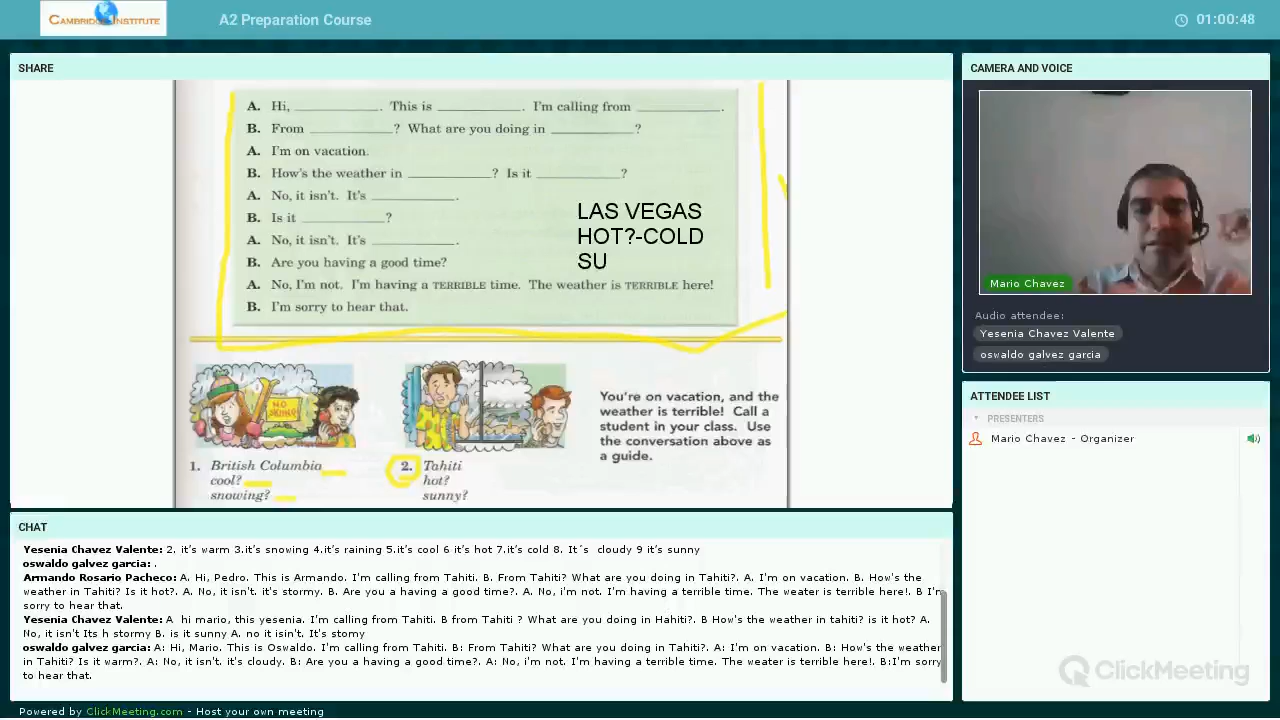 CAMBRIDGE INSTITUTE
A2 Preparation Course
01:00:48
SHARE
A. Hi, ____________. This is ____________. I'm calling from ____________.
B. From ____________? What are you doing in ____________?
A. I'm on vacation.
B. How's the weather in ____________? Is it ____________?
A. No, it isn't. It's ____________.
B. Is it ____________?
A. No, it isn't. It's ____________.
B. Are you having a good time?
A. No, I'm not. I'm having a TERRIBLE time. The weather is TERRIBLE here!
B. I'm sorry to hear that.
LAS VEGAS
HOT?-COLD
SU
NO
SKIING
1. British Columbia
cool?
snowing?
2. Tahiti
hot?
sunny?
You're on vacation, and the
weather is terrible! Call a
student in your class. Use
the conversation above as
a guide.
CAMERA AND VOICE
Mario Chavez
Audio attendee:
Yesenia Chavez Valente
oswaldo galvez garcia
ATTENDEE LIST
PRESENTERS
Mario Chavez - Organizer
CHAT
Yesenia Chavez Valente: 2. it's warm 3.it's snowing 4.it's raining 5.it's cool 6 it's hot 7.it's cold 8. It´s cloudy 9 it's sunny
oswaldo galvez garcia: .
Armando Rosario Pacheco: A. Hi, Pedro. This is Armando. I'm calling from Tahiti. B. From Tahiti? What are you doing in Tahiti?. A. I'm on vacation. B. How's the
weather in Tahiti? Is it hot?. A. No, it isn't. it's stormy. B. Are you a having a good time?. A. No, i'm not. I'm having a terrible time. The weater is terrible here!. B I'm
sorry to hear that.
Yesenia Chavez Valente: A hi mario, this yesenia. I'm calling from Tahiti. B from Tahiti ? What are you doing in Hahiti?. B How's the weather in tahiti? is it hot? A.
No, it isn't Its h stormy B. is it sunny A. no it isin't. It's stomy
oswaldo galvez garcia: A: Hi, Mario. This is Oswaldo. I'm calling from Tahiti. B: From Tahiti? What are you doing in Tahiti?. A: I'm on vacation. B: How's the weather
in Tahiti? Is it warm?. A: No, it isn't. it's cloudy. B: Are you a having a good time?. A: No, i'm not. I'm having a terrible time. The weater is terrible here!. B:I'm sorry
to hear that.
ClickMeeting
Powered by ClickMeeting.com - Host your own meeting